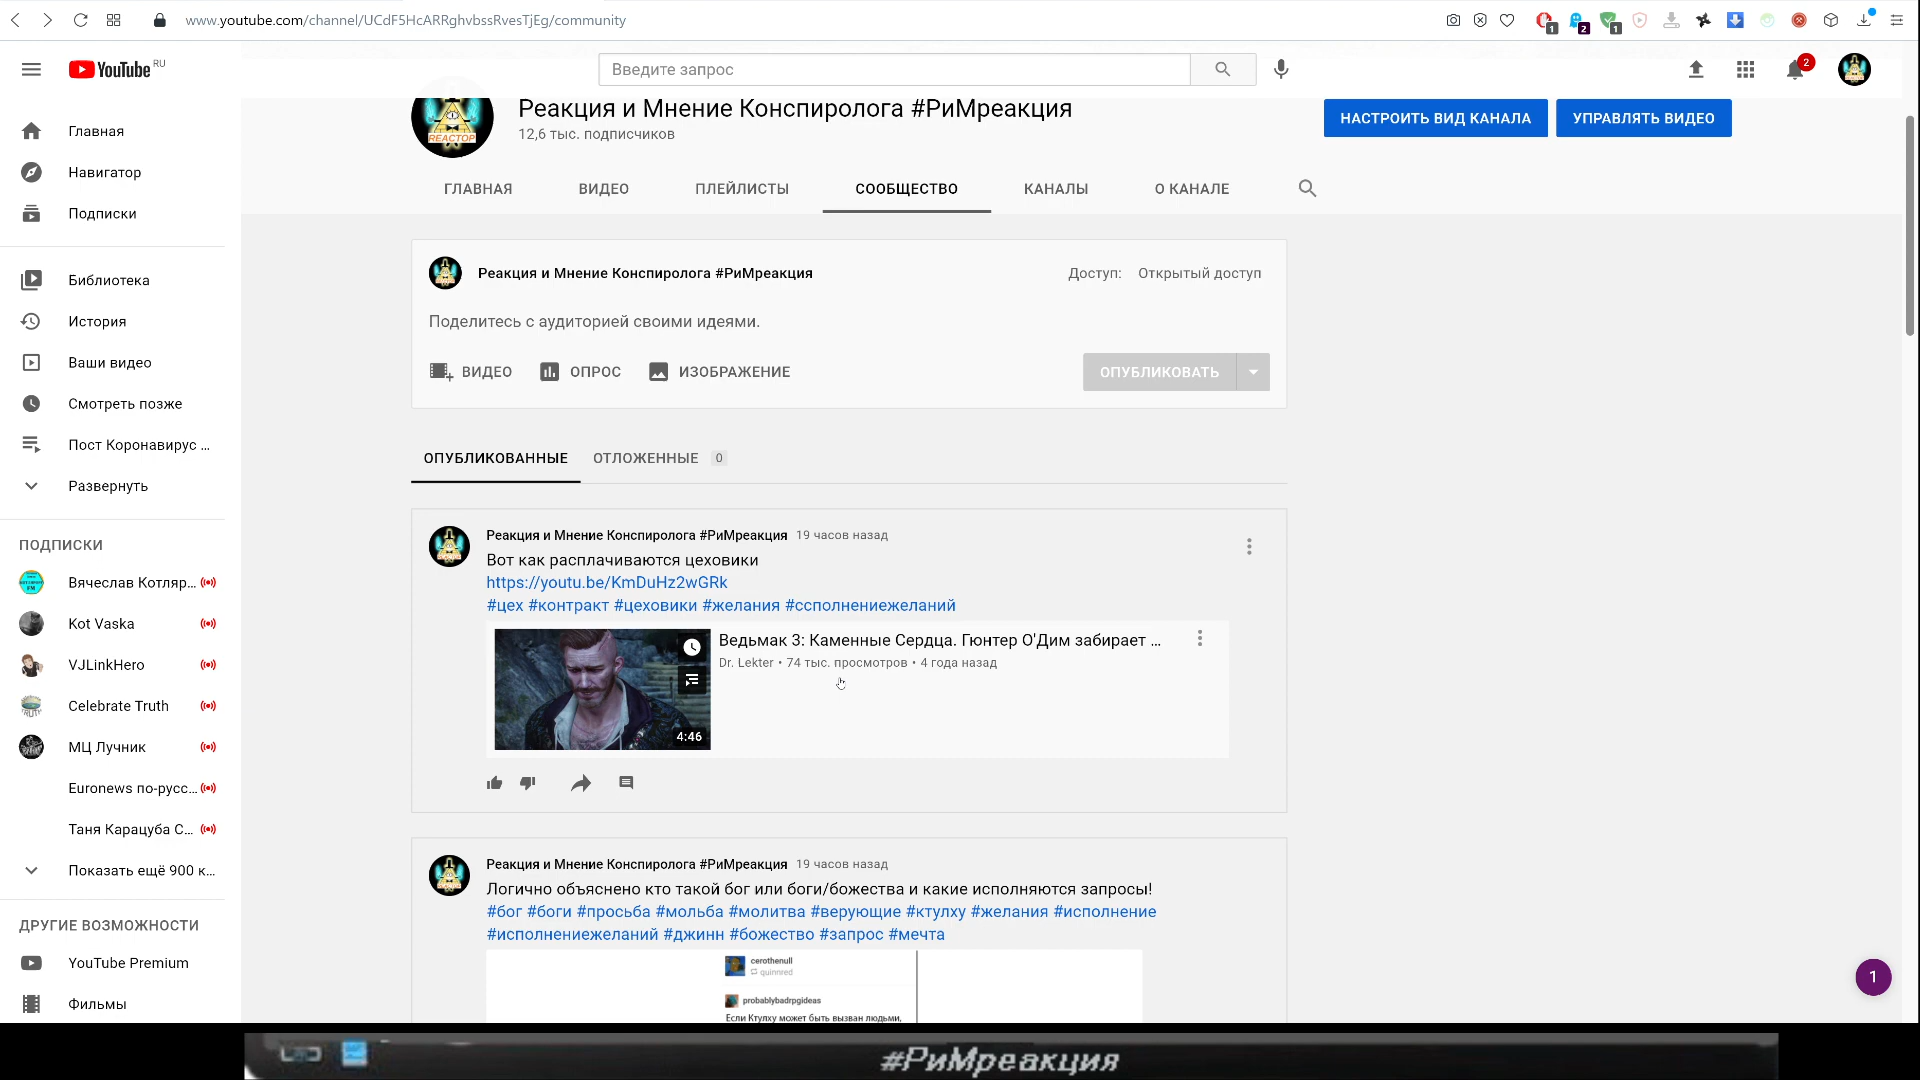 www.youtube.com/channel/UCdF5HcARRghvbssRvesTjEg/community
1
2
1
YouTube RU
Введите запрос
2
Главная
Навигатор
Подписки
Библиотека
История
Ваши видео
Смотреть позже
Пост Коронавирус ...
Развернуть
ПОДПИСКИ
Вячеслав Котляр...
Kot Vaska
VJLinkHero
Celebrate Truth
МЦ Лучник
Euronews по-русс...
Таня Карацуба С...
Показать ещё 900 к...
ДРУГИЕ ВОЗМОЖНОСТИ
YouTube Premium
Фильмы
REACTOP
Реакция и Мнение Конспиролога #РиМреакция
12,6 тыс. подписчиков
НАСТРОИТЬ ВИД КАНАЛА
УПРАВЛЯТЬ ВИДЕО
ГЛАВНАЯ
ВИДЕО
ПЛЕЙЛИСТЫ
СООБЩЕСТВО
КАНАЛЫ
О КАНАЛЕ
Реакция и Мнение Конспиролога #РиМреакция
Доступ: Открытый доступ
Поделитесь с аудиторией своими идеями.
ВИДЕО
ОПРОС
ИЗОБРАЖЕНИЕ
ОПУБЛИКОВАТЬ
ОПУБЛИКОВАННЫЕ
ОТЛОЖЕННЫЕ 0
Реакция и Мнение Конспиролога #РиМреакция 19 часов назад
Вот как расплачиваются цеховики
https://youtu.be/KmDuHz2wGRk
#цех #контракт #цеховики #желания #ссполнениежеланий
4:46
Ведьмак 3: Каменные Сердца. Гюнтер О'Дим забирает ...
Dr. Lekter • 74 тыс. просмотров • 4 года назад
Реакция и Мнение Конспиролога #РиМреакция 19 часов назад
Логично объяснено кто такой бог или боги/божества и какие исполняются запросы!
#бог #боги #просьба #мольба #молитва #верующие #ктулху #желания #исполнение
#исполнениежеланий #джинн #божество #запрос #мечта
cerothenull
quinnred
probablybadrpgideas
Если Ктулху может быть вызван людьми,
1
#РиМреакция